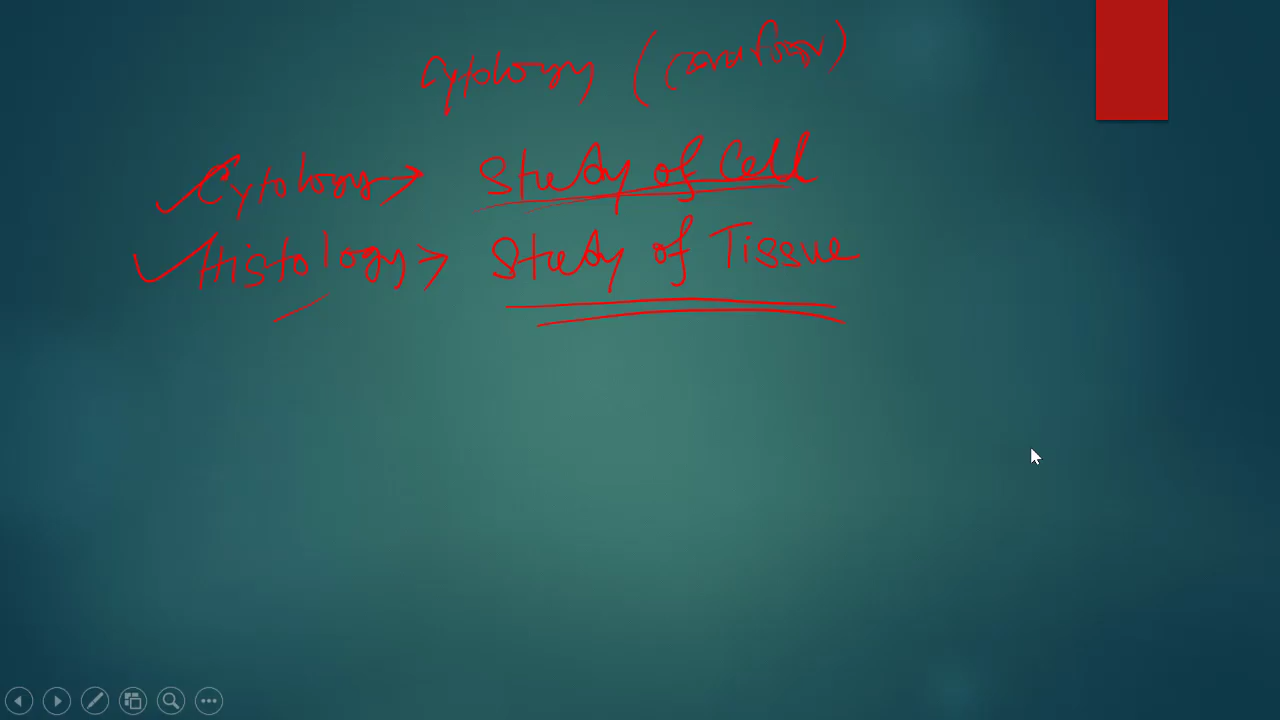 Cytology
Cytology → Study of Cell
Histology → Study of Tissue